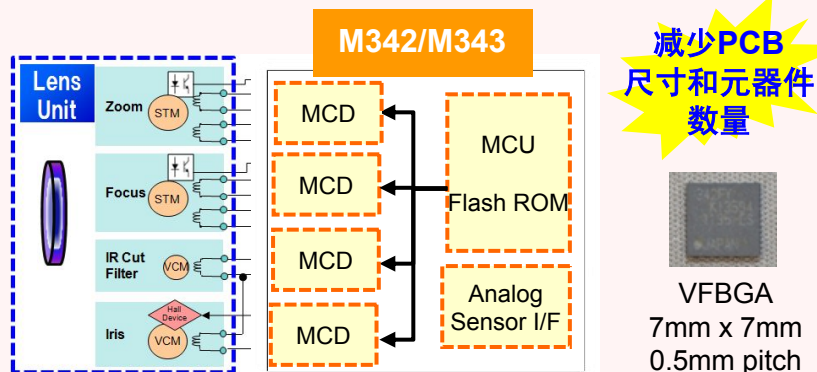 M342/M343
减少PCB
尺寸和元器件
数量
Lens
Unit
Zoom
STM
Focus
STM
IR Cut
Filter
VCM
Iris
Hall
Device
VCM
MCD
MCD
MCD
MCD
MCU
Flash ROM
Analog
Sensor I/F
VFBGA
7mm x 7mm
0.5mm pitch